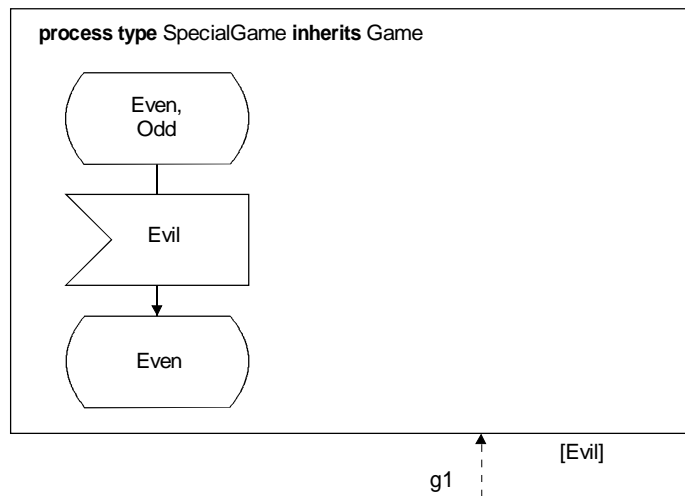 process type SpecialGame inherits Game
Even,
Odd
Evil
Even
[Evil]
g1